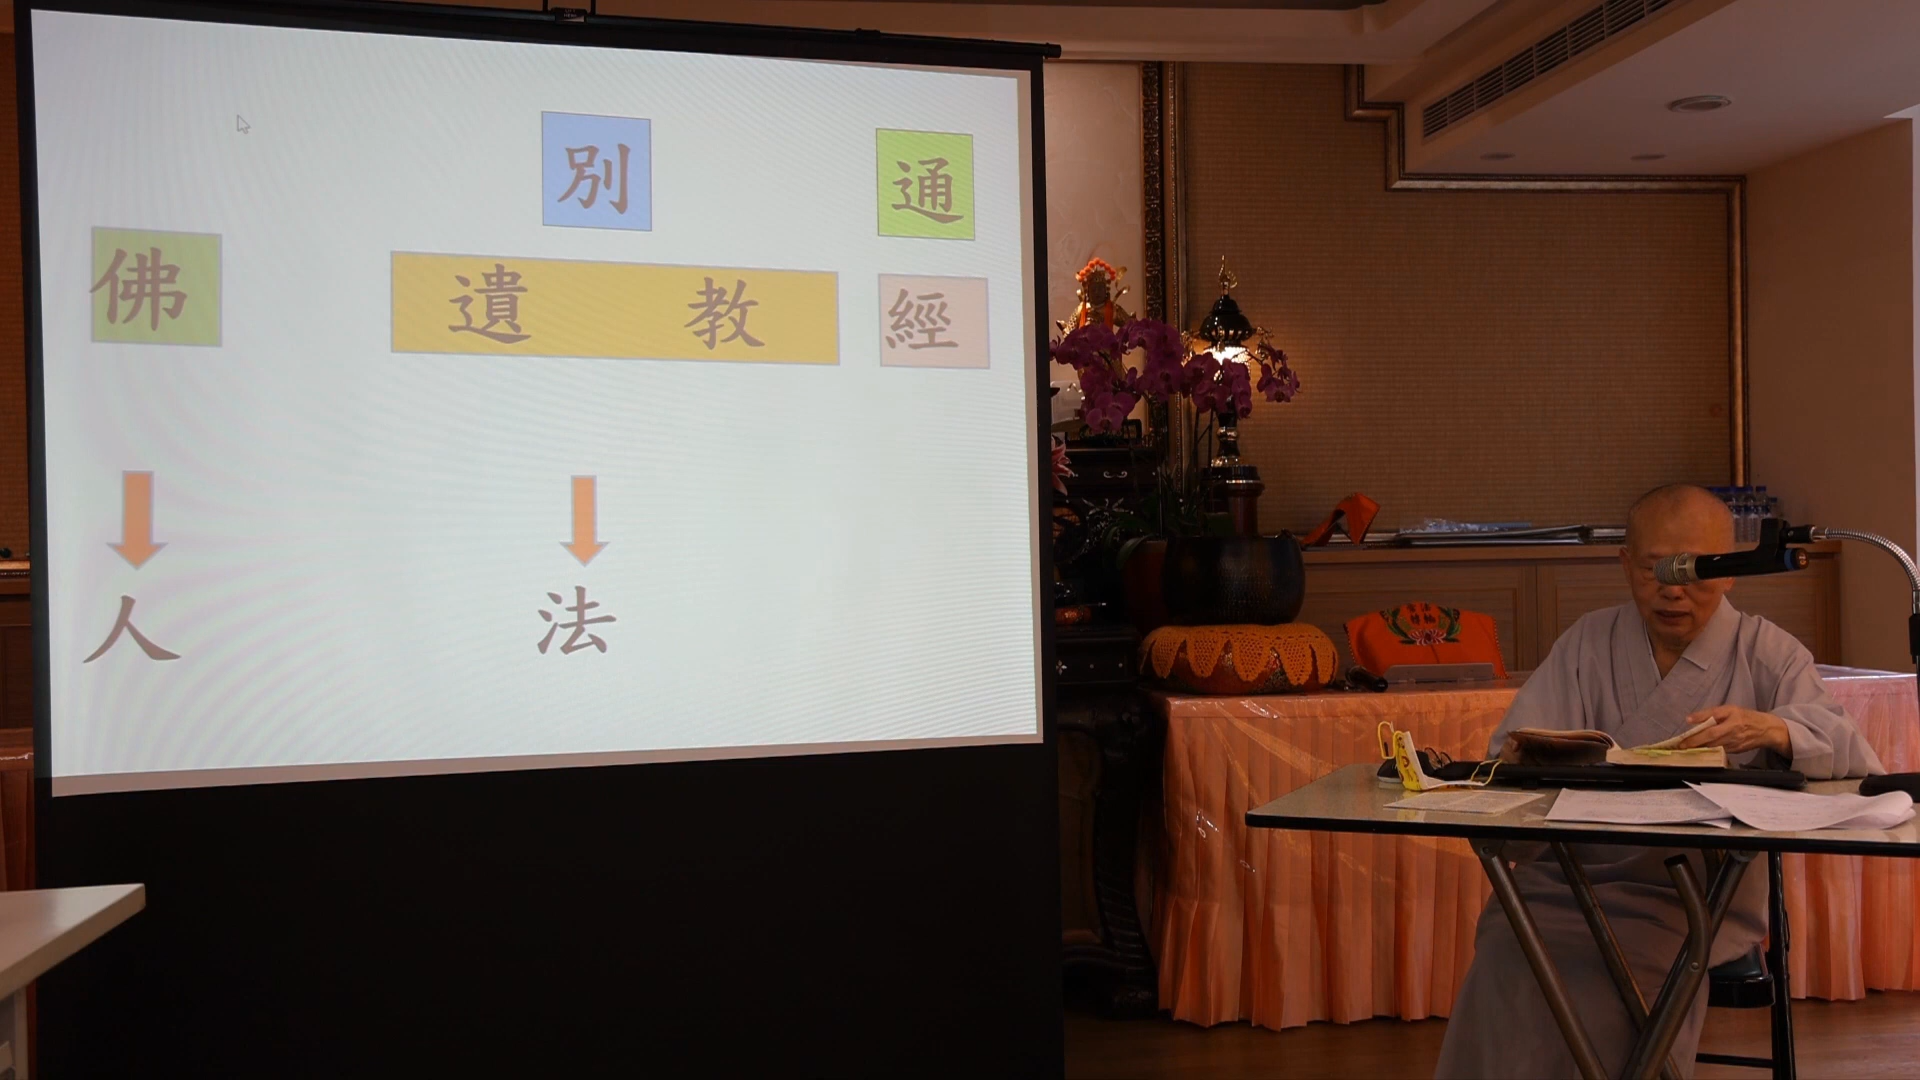 別 通
佛 遺 教 經
人 法